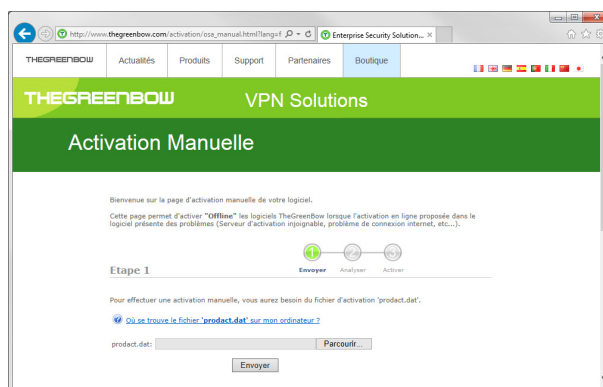 http://www.thegreenbow.com/activation/osa_manual.html?lang=f
Enterprise Security Solution...
THEGREENBOW
Actualités
Produits
Support
Partenaires
Boutique
THEGREENBOW
VPN Solutions
Activation Manuelle
Bienvenue sur la page d'activation manuelle de votre logiciel.
Cette page permet d'activer "Offline" les logiciels TheGreenBow lorsque l'activation en ligne proposée dans le
logiciel présente des problèmes (Serveur d'activation injoignable, problème de connexion internet, etc...).
1
2
3
Etape 1
Envoyer
Analyser
Activer
Pour effectuer une activation manuelle, vous aurez besoin du fichier d'activation 'prodact.dat'.
Où se trouve le fichier 'prodact.dat' sur mon ordinateur ?
prodact.dat:
Parcourir...
Envoyer